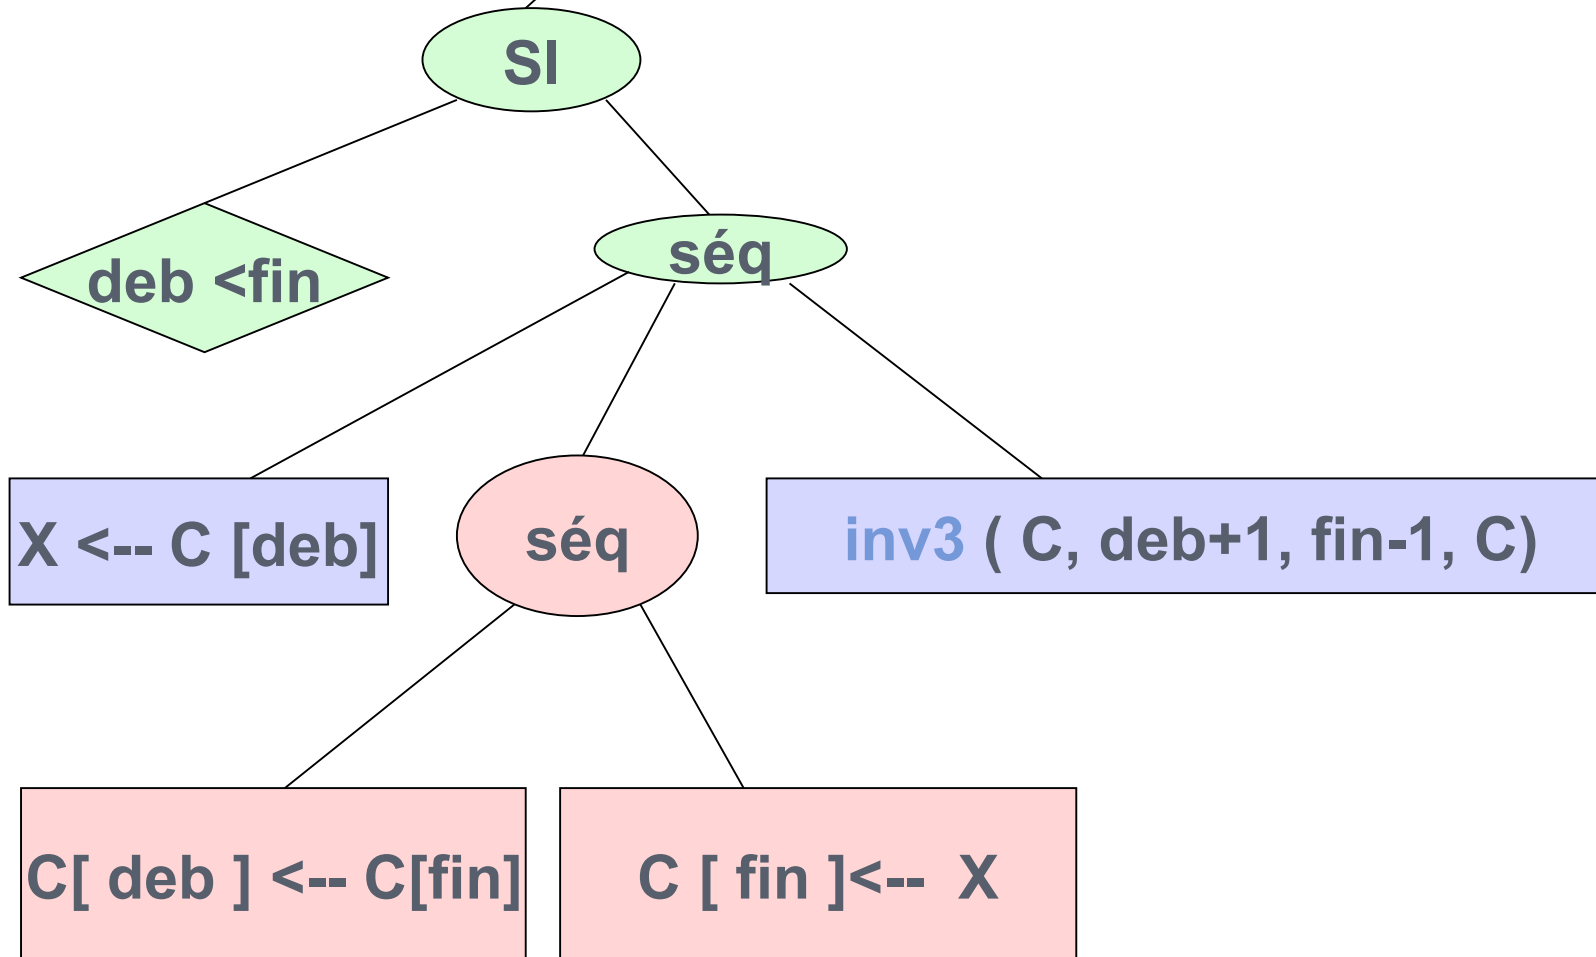 SI
deb <fin
séq
X <-- C [deb]
séq
inv3 ( C, deb+1, fin-1, C)
C[ deb ] <-- C[fin]
C [ fin ]<-- X